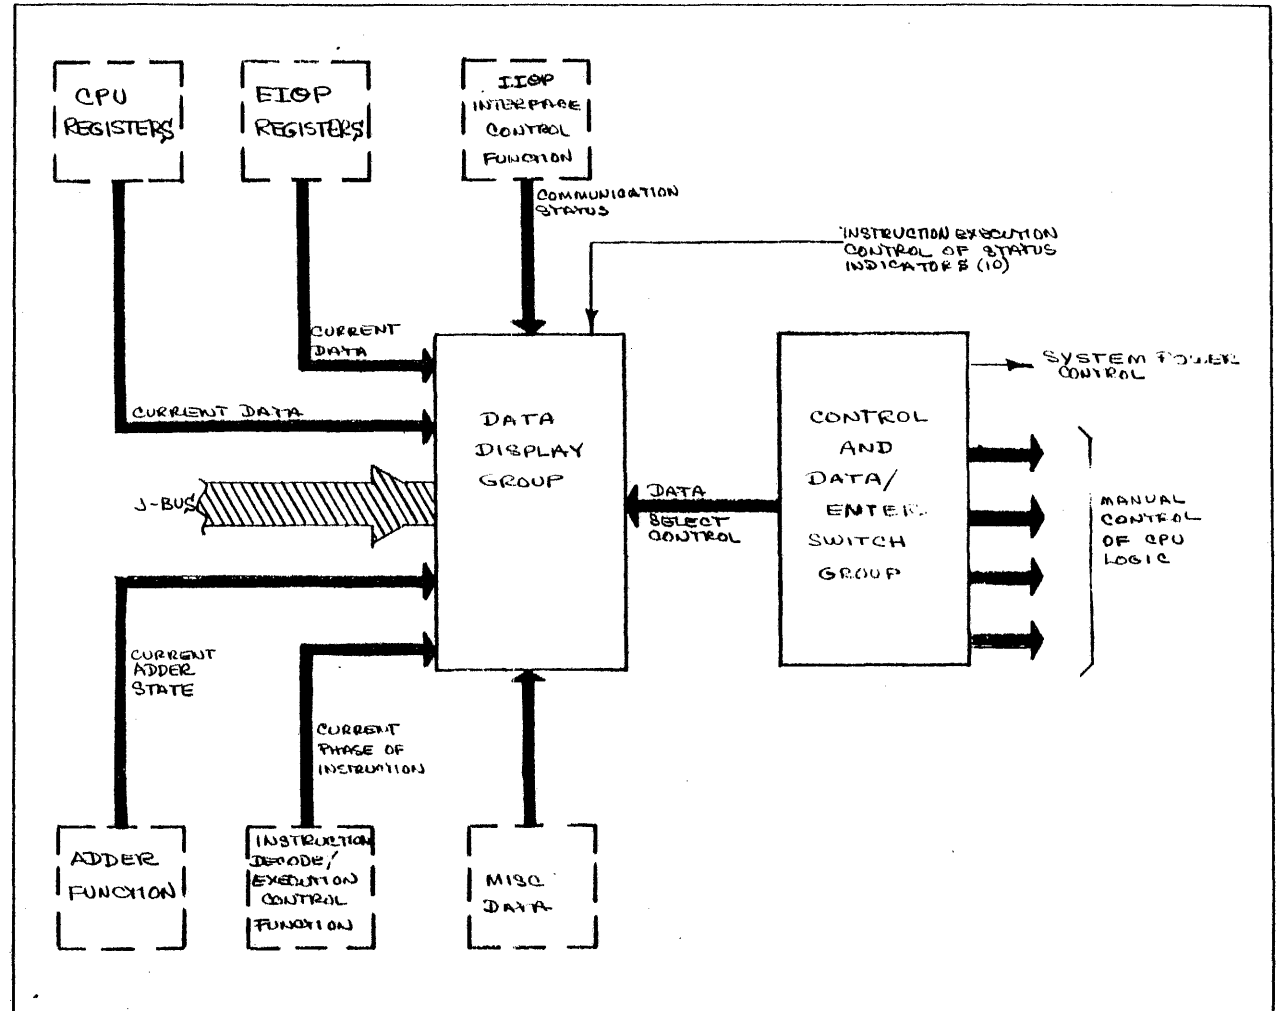 CPU
REGISTERS
EIOP
REGISTERS
IIOP
INTERFACE
CONTROL
FUNCTION
COMMUNICATION
STATUS
INSTRUCTION EXECUTION
CONTROL OF STATUS
INDICATORS (10)
CURRENT
DATA
CURRENT DATA
J-BUS
DATA
DISPLAY
GROUP
DATA
SELECT
CONTROL
CONTROL
AND
DATA/
ENTER
SWITCH
GROUP
SYSTEM POWER
CONTROL
MANUAL
CONTROL
OF CPU
LOGIC
CURRENT
ADDER
STATE
CURRENT
PHASE OF
INSTRUCTION
ADDER
FUNCTION
INSTRUCTION
DECODE/
EXECUTION
CONTROL
FUNCTION
MISC
DATA